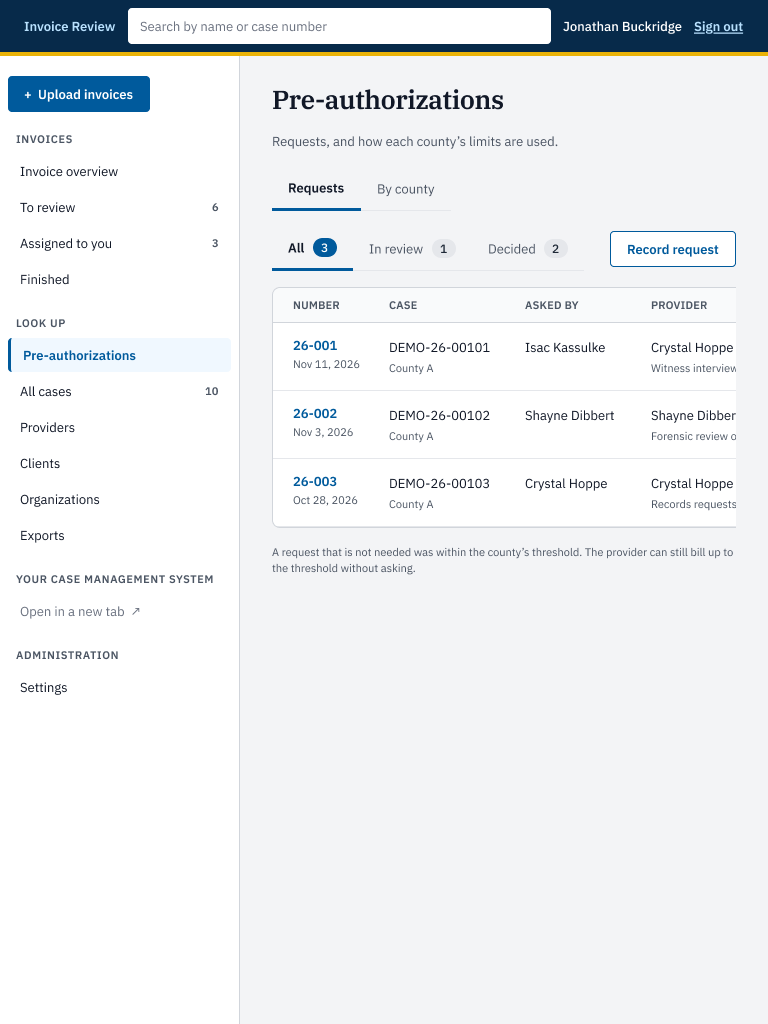 Invoice Review
Search by name or case number
Jonathan Buckridge
Sign out
+ Upload invoices
INVOICES
Invoice overview
To review 6
Assigned to you 3
Finished
LOOK UP
Pre-authorizations
All cases 10
Providers
Clients
Organizations
Exports
YOUR CASE MANAGEMENT SYSTEM
Open in a new tab ↗
ADMINISTRATION
Settings
Pre-authorizations
Requests, and how each county’s limits are used.
Requests By county
All 3 In review 1 Decided 2 Record request
NUMBER CASE ASKED BY PROVIDER
26-001 DEMO-26-00101 Isac Kassulke Crystal Hoppe
Nov 11, 2026 County A Witness interview
26-002 DEMO-26-00102 Shayne Dibbert Shayne Dibber
Nov 3, 2026 County A Forensic review o
26-003 DEMO-26-00103 Crystal Hoppe Crystal Hoppe
Oct 28, 2026 County A Records requests
A request that is not needed was within the county’s threshold. The provider can still bill up to
the threshold without asking.